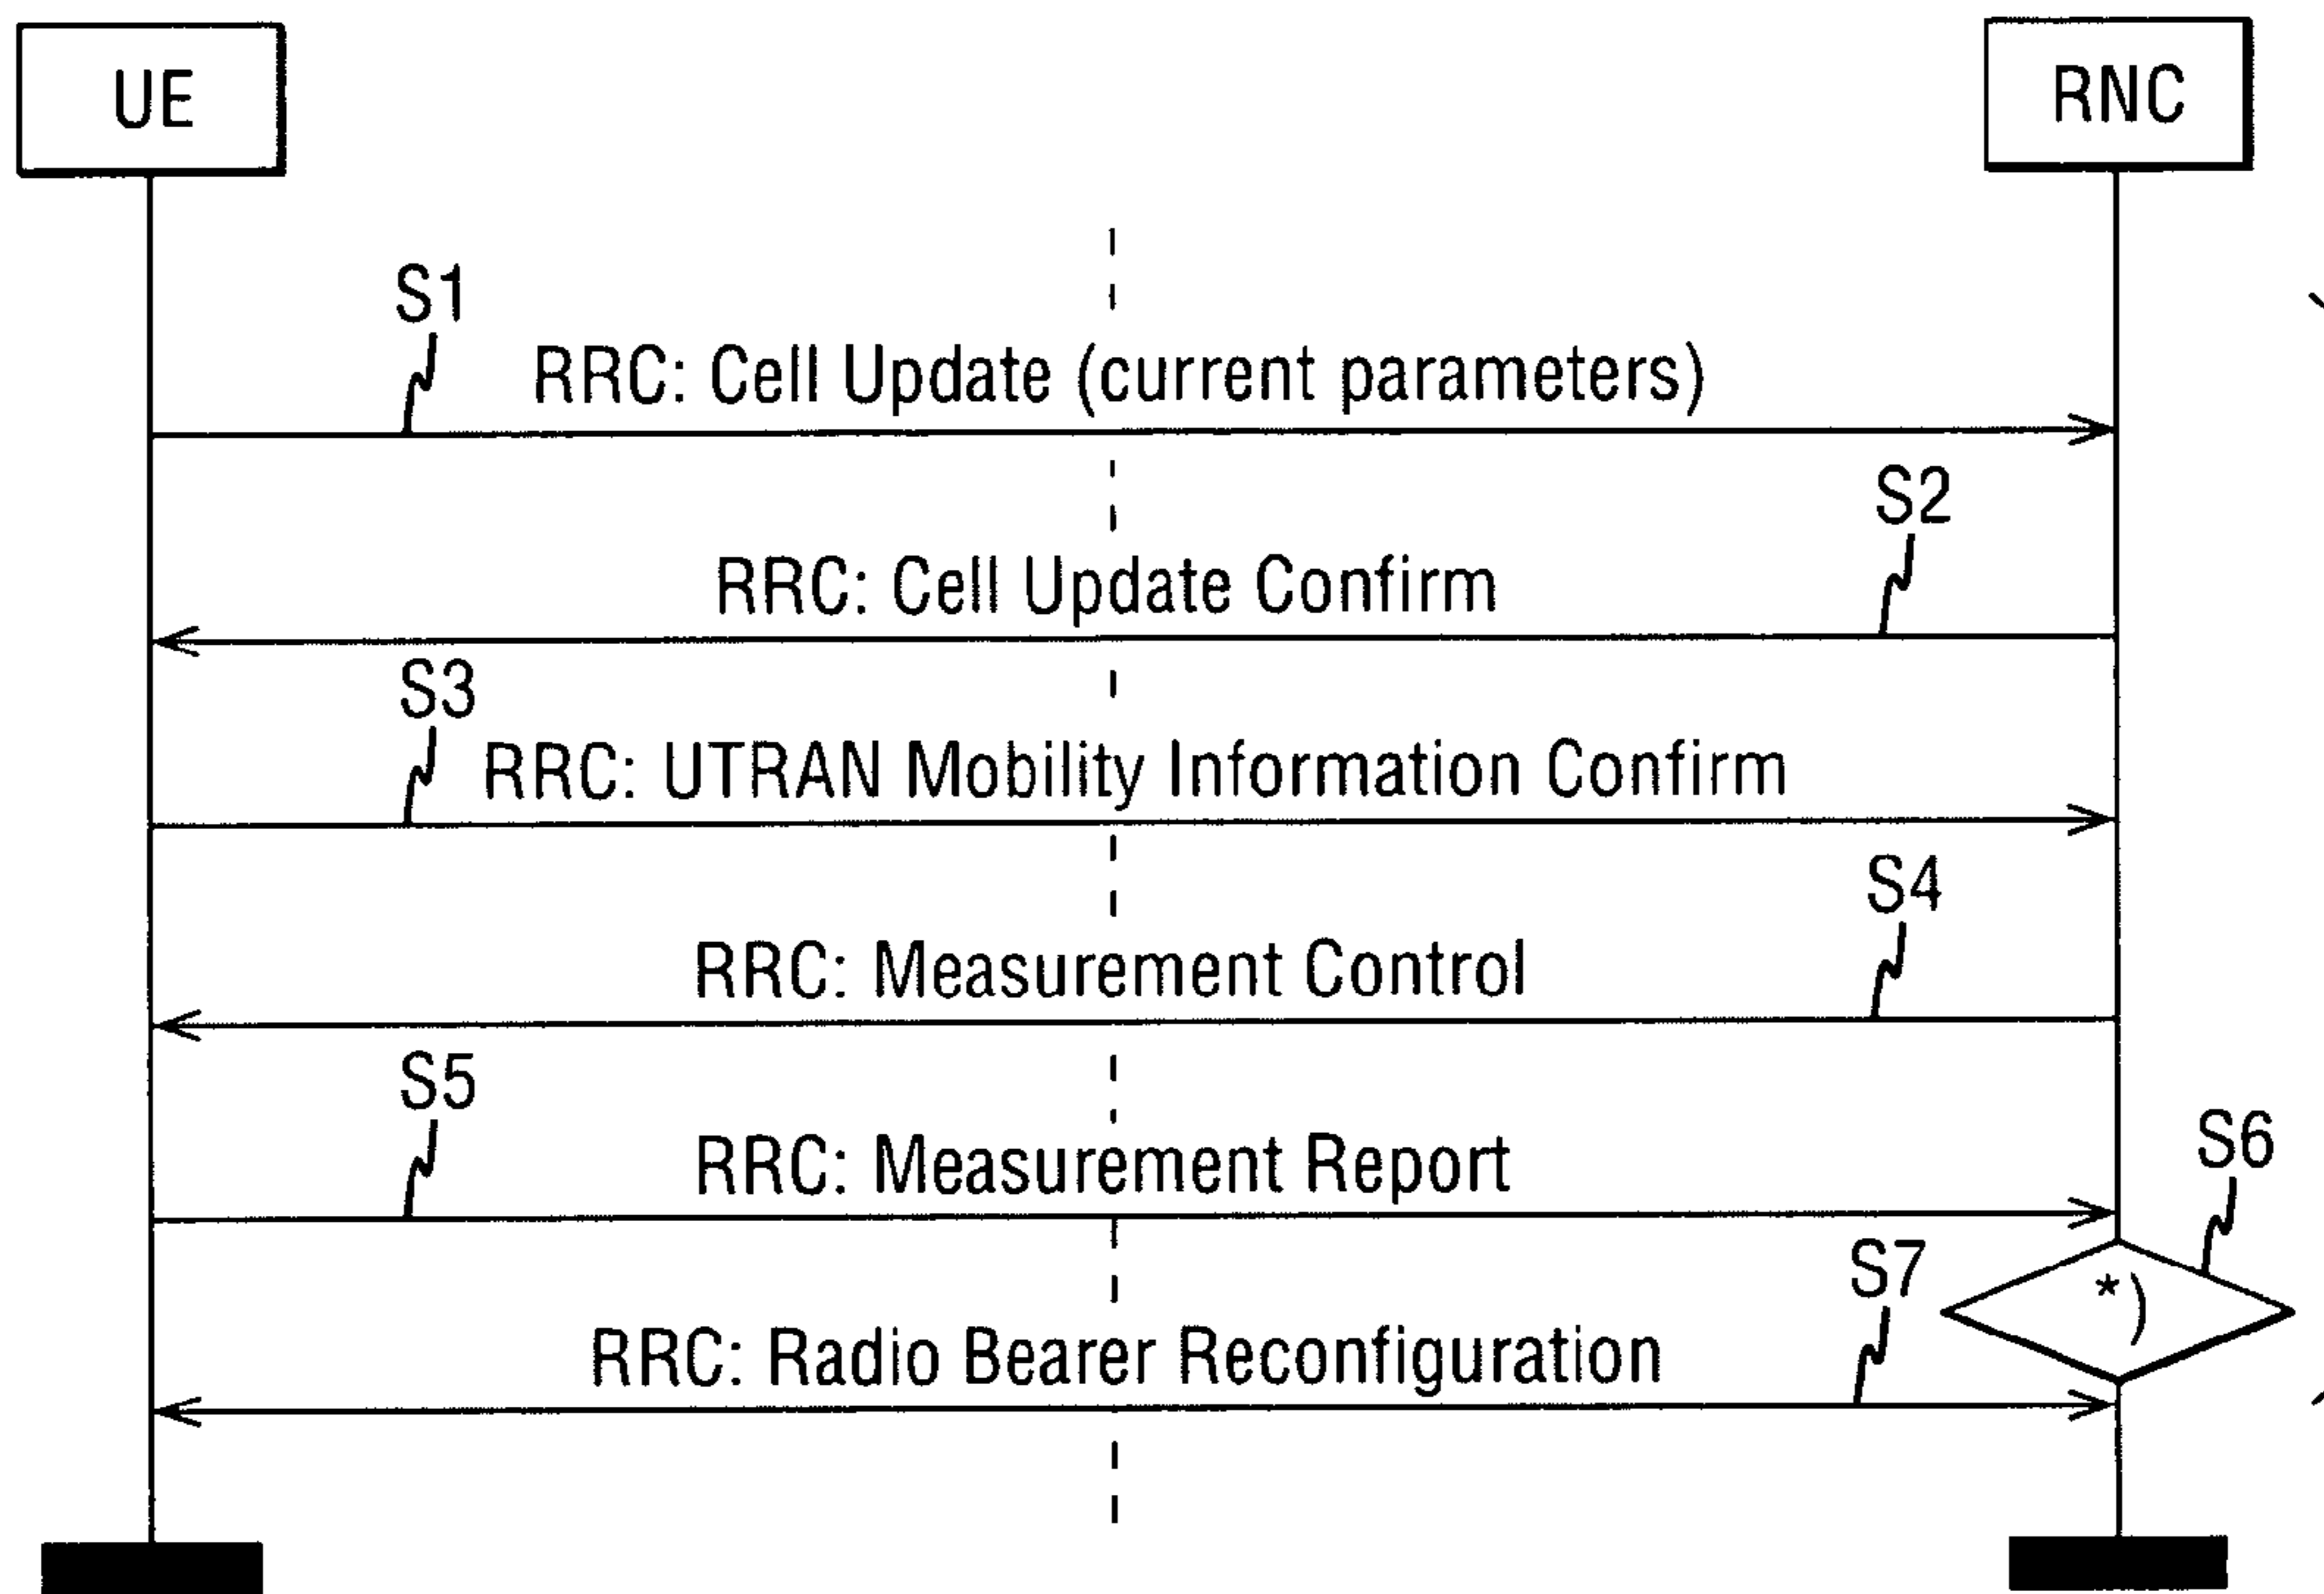 UE
RNC
S1
RRC: Cell Update (current parameters)
S2
RRC: Cell Update Confirm
S3
RRC: UTRAN Mobility Information Confirm
S4
RRC: Measurement Control
S5
RRC: Measurement Report
S6
*)
S7
RRC: Radio Bearer Reconfiguration